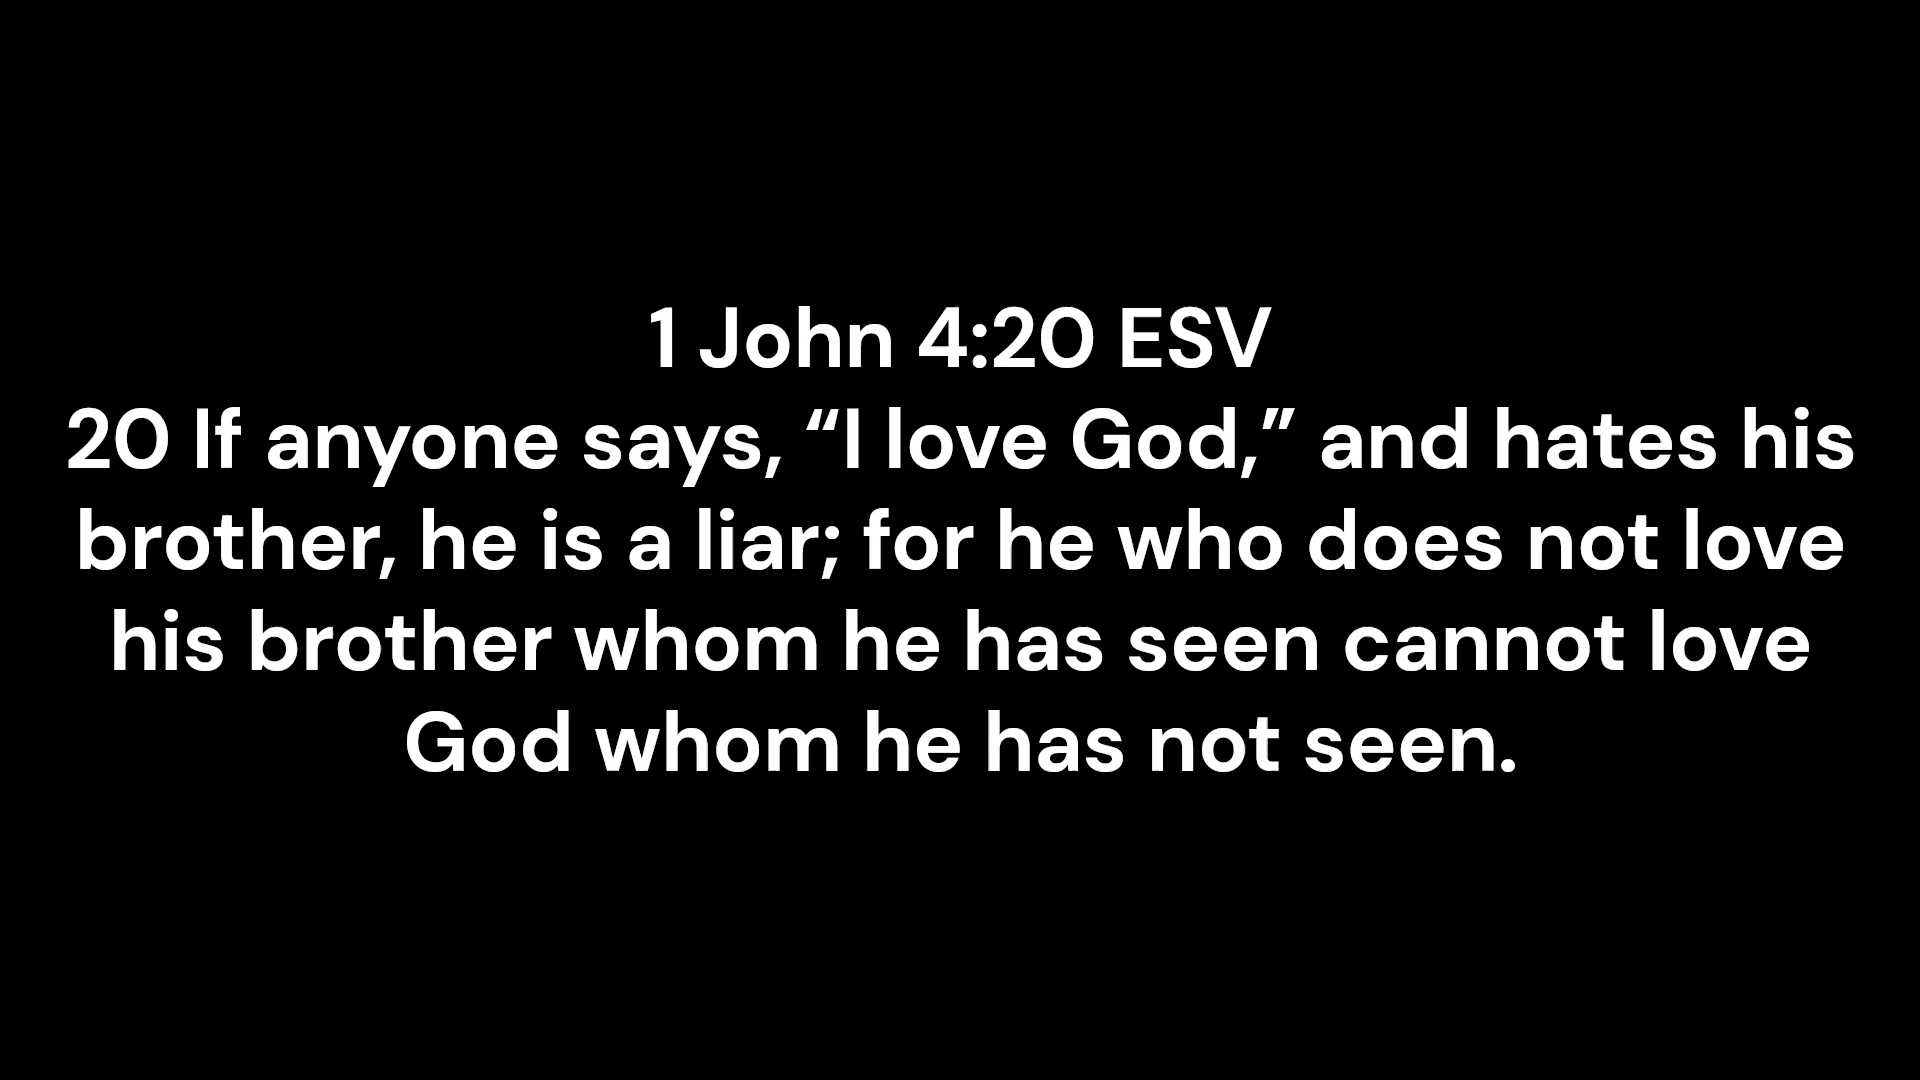 1 John 4:20 ESV
20 If anyone says, “I love God,” and hates his
brother, he is a liar; for he who does not love
his brother whom he has seen cannot love
God whom he has not seen.